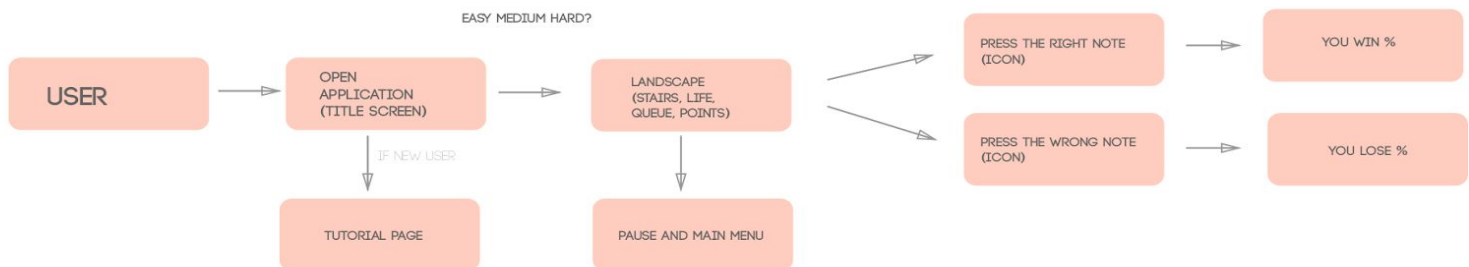 EASY MEDIUM HARD?
USER
OPEN
APPLICATION
(TITLE SCREEN)
LANDSCAPE
(STAIRS, LIFE,
QUEUE, POINTS)
PRESS THE RIGHT NOTE
(ICON)
YOU WIN %
PRESS THE WRONG NOTE
(ICON)
YOU LOSE %
IF NEW USER
TUTORIAL PAGE
PAUSE AND MAIN MENU